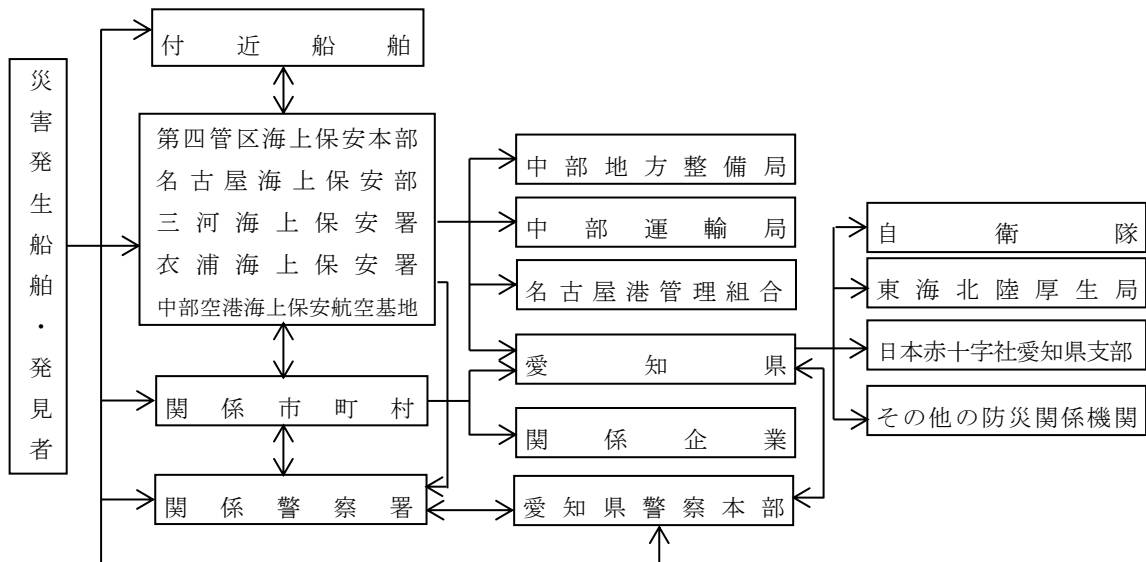 災害発生船舶・発見者
付近船舶
第四管区海上保安本部
名古屋海上保安部
三河海上保安署
衣浦海上保安署
中部空港海上保安航空基地
関係市町村
関係警察署
中部地方整備局
中部運輸局
名古屋港管理組合
愛知県
関係企業
愛知県警察本部
自衛隊
東海北陸厚生局
日本赤十字社愛知県支部
その他の防災関係機関